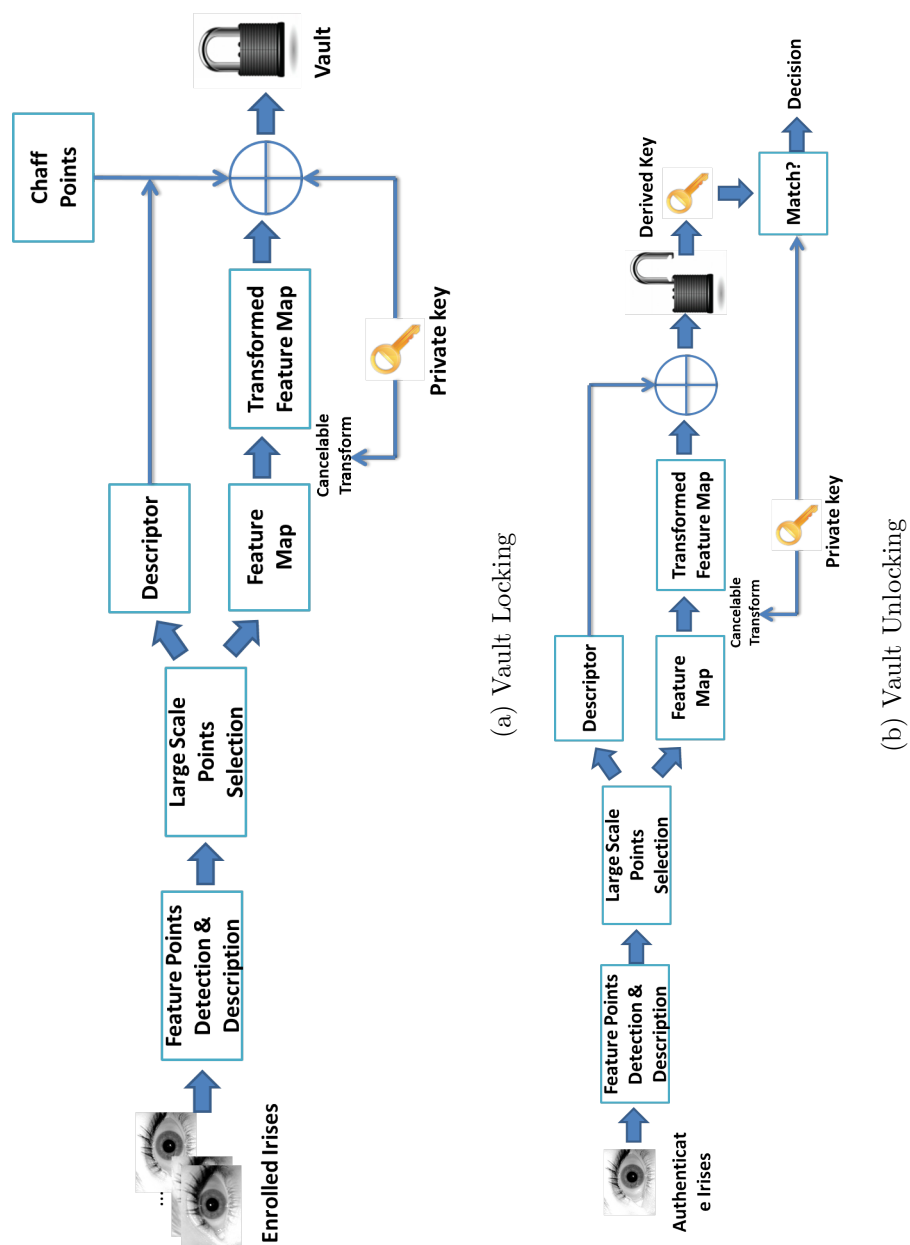 ...
Enrolled Irises
Feature Points
Detection &
Description
Large Scale
Points
Selection
Descriptor
Feature
Map
Cancelable
Transform
Transformed
Feature Map
Private key
Chaff
Points
Vault
(a) Vault Locking
Authenticat
e Irises
Feature Points
Detection &
Description
Large Scale
Points
Selection
Descriptor
Feature
Map
Cancelable
Transform
Transformed
Feature Map
Private key
Derived Key
Match?
Decision
(b) Vault Unlocking